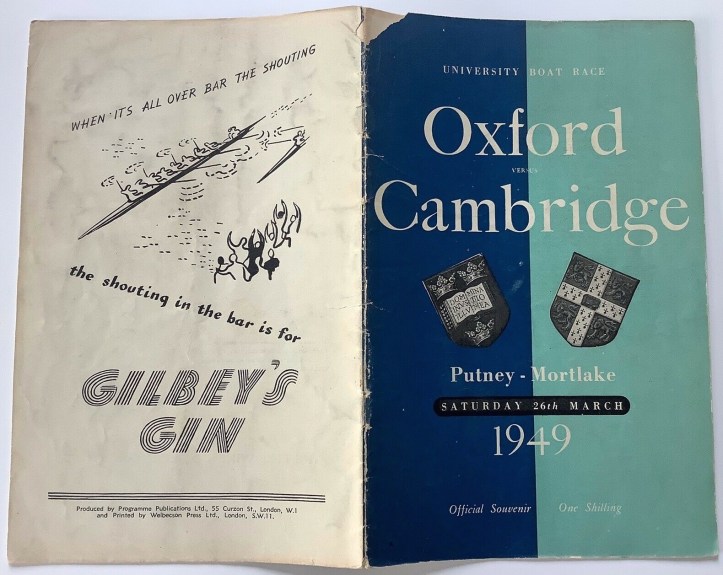 WHEN IT'S ALL OVER BAR THE SHOUTING
the shouting in the bar is for
GILBEY'S
GIN
Produced by Programme Publications Ltd., 55 Curzon St., London, W.1
and Printed by Welbecson Press Ltd., London, S.W.11.
UNIVERSITY BOAT RACE
Oxford
VERSUS
Cambridge
DOMINA
ILLVMEA
Putney - Mortlake
SATURDAY 26th MARCH
1949
Official Souvenir One Shilling